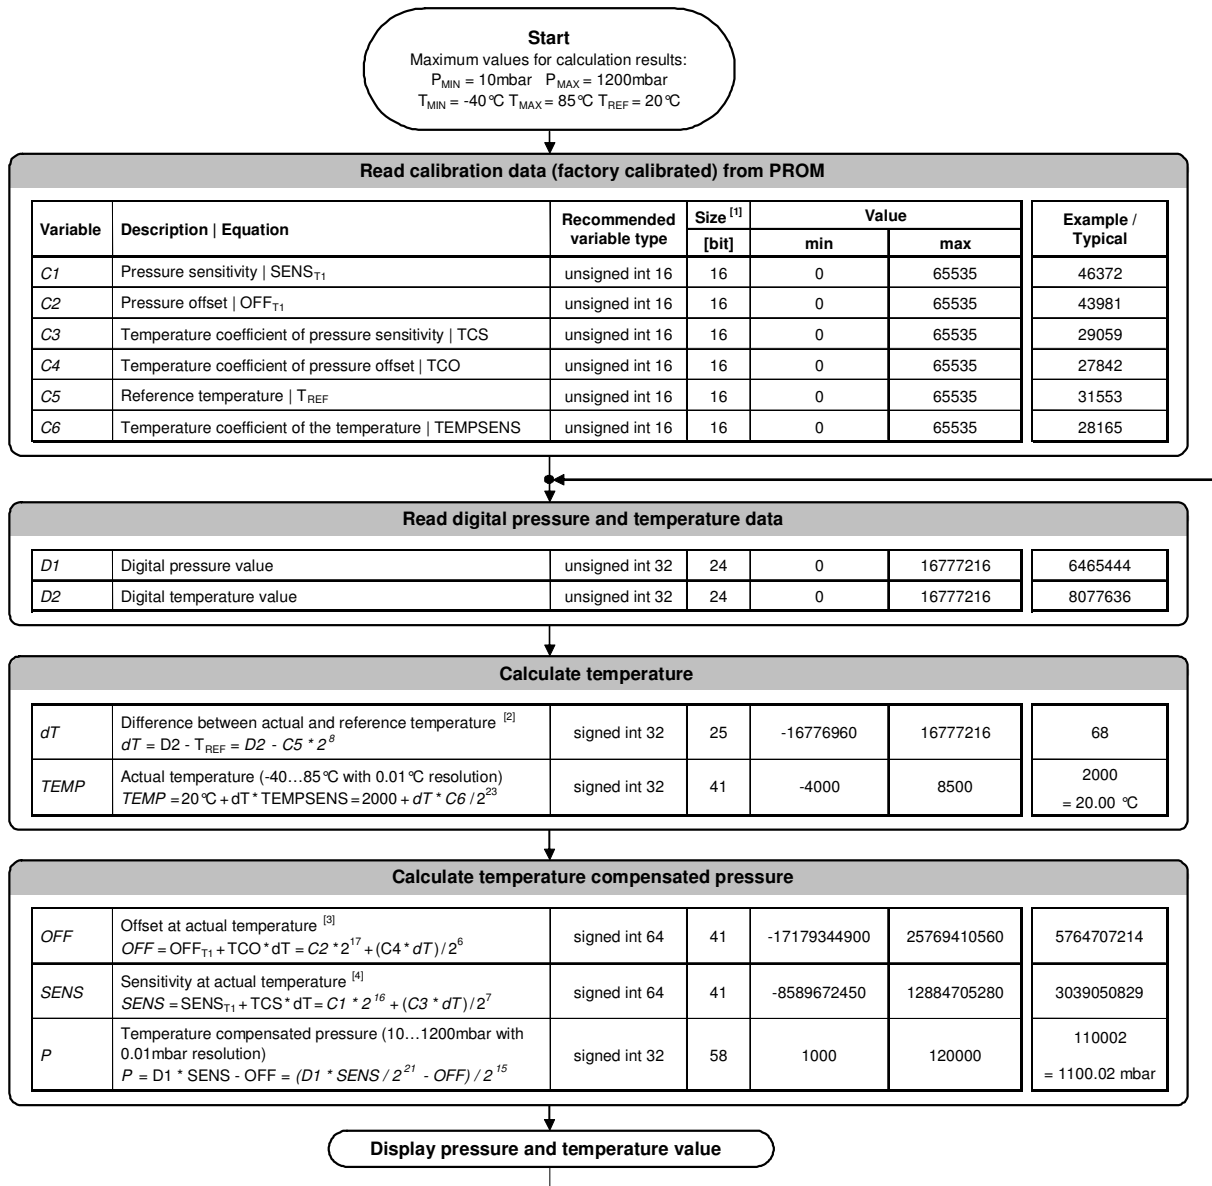 Start
Maximum values for calculation results:
P_MIN = 10mbar P_MAX = 1200mbar
T_MIN = -40°C T_MAX = 85°C T_REF = 20°C
Read calibration data (factory calibrated) from PROM
Variable Description | Equation Recommended variable type Size [1] [bit] Value min max Example / Typical
C1 Pressure sensitivity | SENS_T1 unsigned int 16 16 0 65535 46372
C2 Pressure offset | OFF_T1 unsigned int 16 16 0 65535 43981
C3 Temperature coefficient of pressure sensitivity | TCS unsigned int 16 16 0 65535 29059
C4 Temperature coefficient of pressure offset | TCO unsigned int 16 16 0 65535 27842
C5 Reference temperature | T_REF unsigned int 16 16 0 65535 31553
C6 Temperature coefficient of the temperature | TEMPSENS unsigned int 16 16 0 65535 28165
Read digital pressure and temperature data
D1 Digital pressure value unsigned int 32 24 0 16777216 6465444
D2 Digital temperature value unsigned int 32 24 0 16777216 8077636
Calculate temperature
dT Difference between actual and reference temperature [2]
dT = D2 - T_REF = D2 - C5 * 2^8 signed int 32 25 -16776960 16777216 68
TEMP Actual temperature (-40…85°C with 0.01°C resolution)
TEMP = 20°C + dT * TEMPSENS = 2000 + dT * C6 / 2^23 signed int 32 41 -4000 8500 2000
= 20.00 °C
Calculate temperature compensated pressure
OFF Offset at actual temperature [3]
OFF = OFF_T1 + TCO * dT = C2 * 2^17 + (C4 * dT) / 2^6 signed int 64 41 -17179344900 25769410560 5764707214
SENS Sensitivity at actual temperature [4]
SENS = SENS_T1 + TCS * dT = C1 * 2^16 + (C3 * dT) / 2^7 signed int 64 41 -8589672450 12884705280 3039050829
P Temperature compensated pressure (10…1200mbar with
0.01mbar resolution) signed int 32 58 1000 120000 110002
P = D1 * SENS - OFF = (D1 * SENS / 2^21 - OFF) / 2^15 = 1100.02 mbar
Display pressure and temperature value